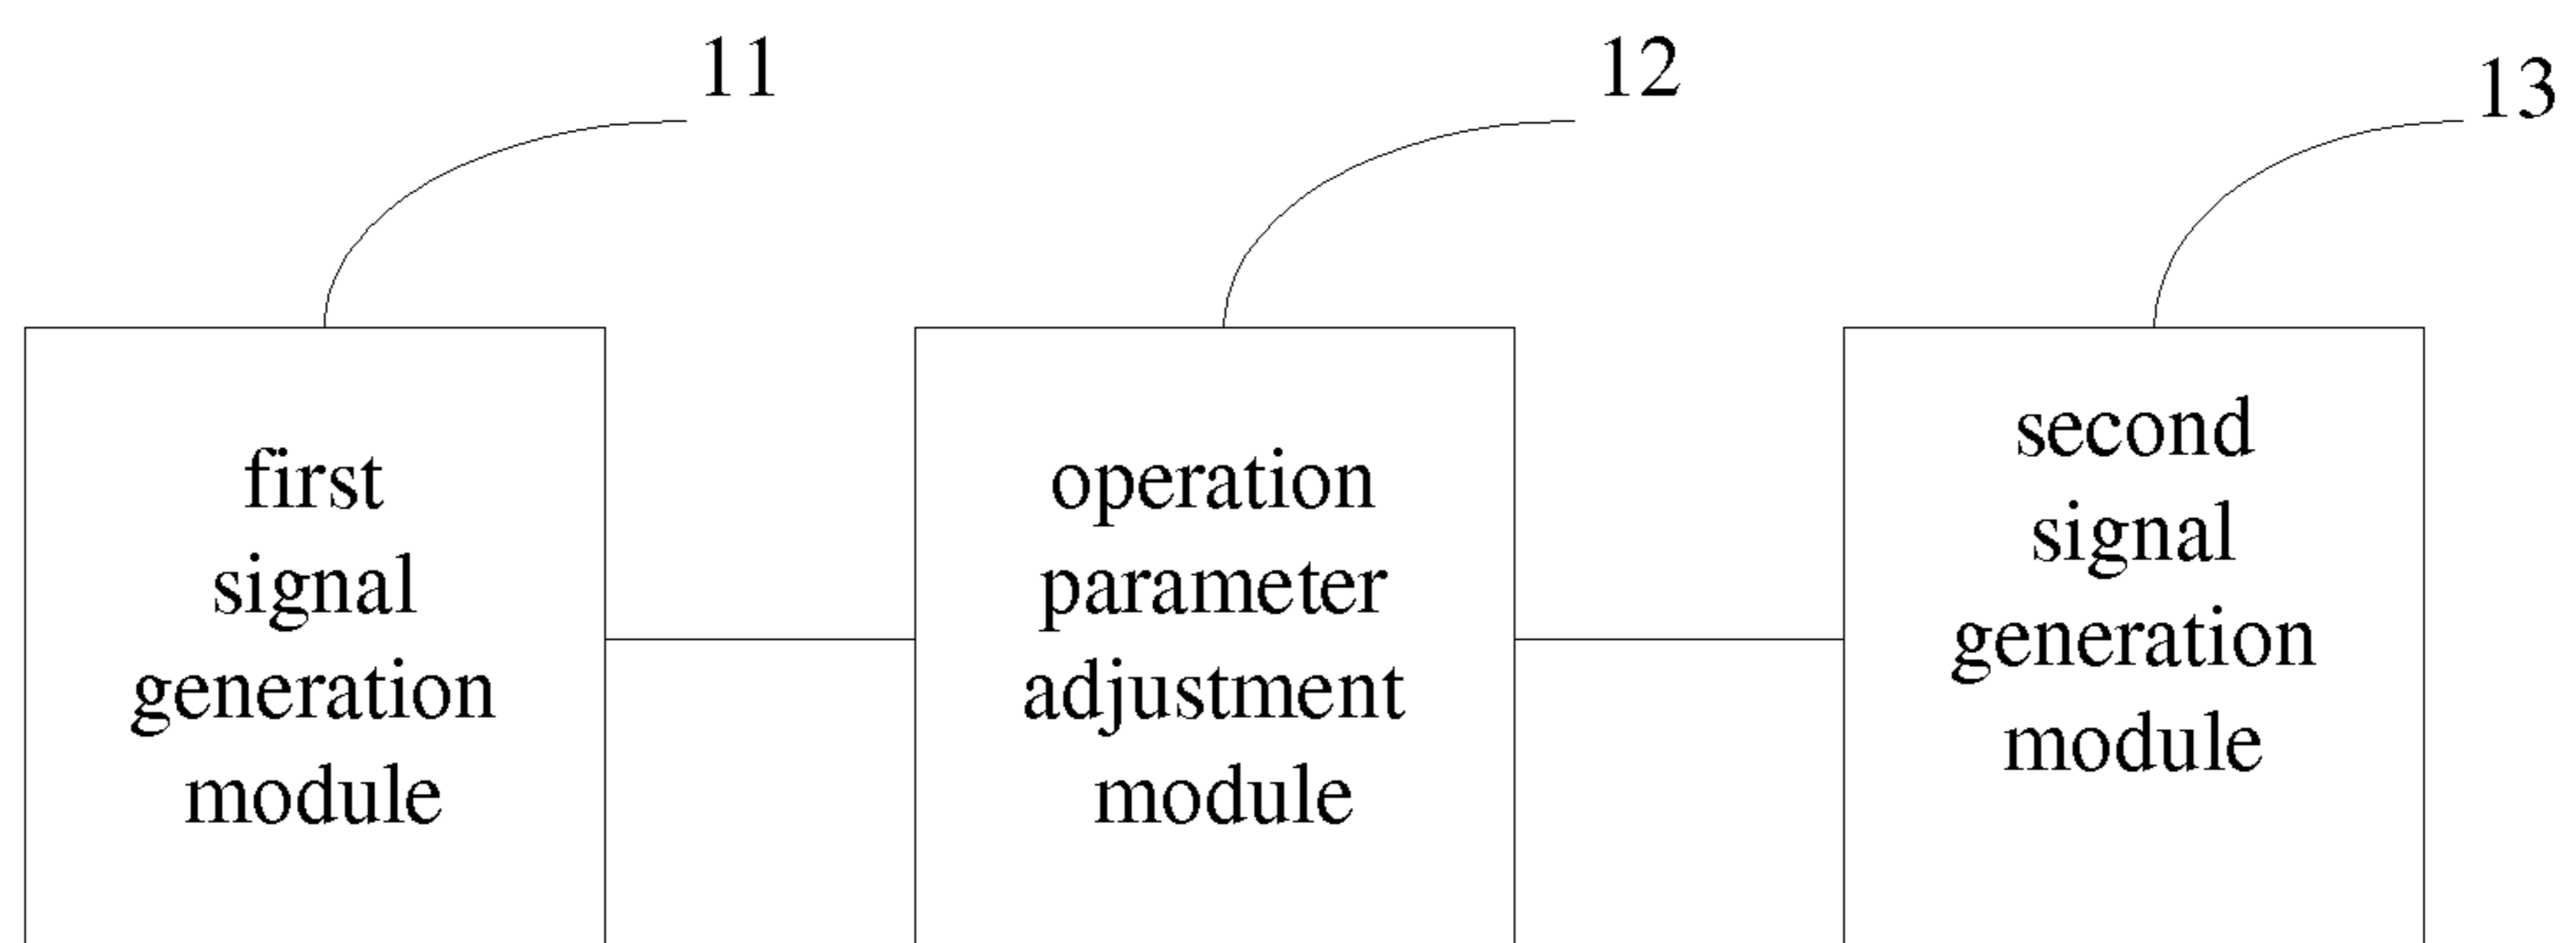 11
12
13
first
signal
generation
module
operation
parameter
adjustment
module
second
signal
generation
module